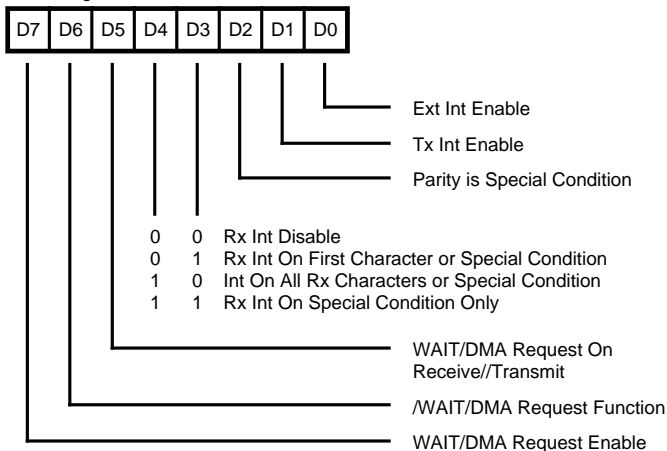 D7 D6 D5 D4 D3 D2 D1 D0
Ext Int Enable
Tx Int Enable
Parity is Special Condition
0 0 Rx Int Disable
0 1 Rx Int On First Character or Special Condition
1 0 Int On All Rx Characters or Special Condition
1 1 Rx Int On Special Condition Only
WAIT/DMA Request On
Receive//Transmit
/WAIT/DMA Request Function
WAIT/DMA Request Enable